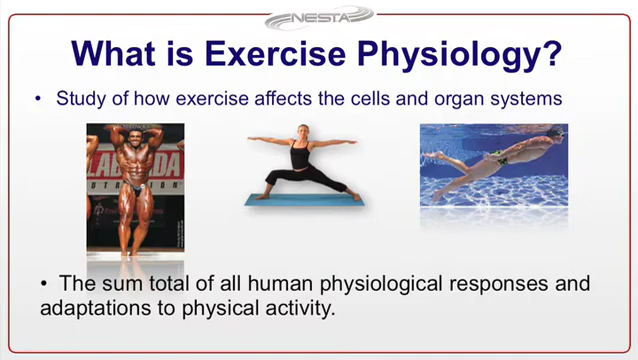 NESTA
What is Exercise Physiology?
• Study of how exercise affects the cells and organ systems
• The sum total of all human physiological responses and
adaptations to physical activity.